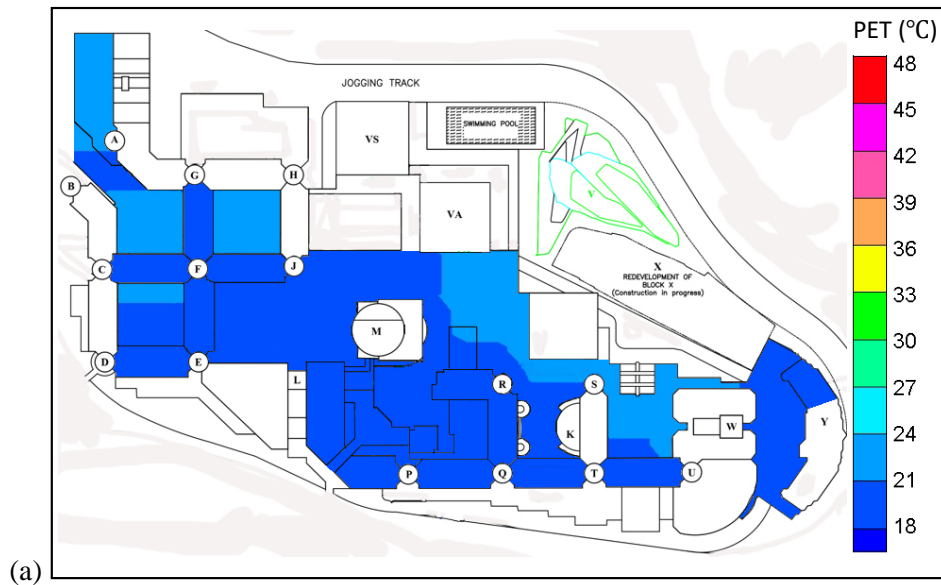 PET (°C)
48
45
42
39
36
33
30
27
24
21
18
JOGGING TRACK
SWIMMING POOL
VS
VA
V
X
REDEVELOPMENT OF
BLOCK X
(Construction in progress)
A
B
G
H
C
F
J
M
D
E
L
R
S
K
W
Y
P
Q
T
U
(a)